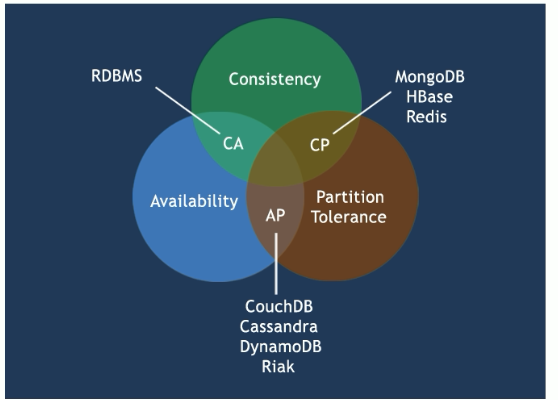 RDBMS
Consistency
MongoDB
HBase
Redis
CA
CP
Availability
Partition
Tolerance
AP
CouchDB
Cassandra
DynamoDB
Riak